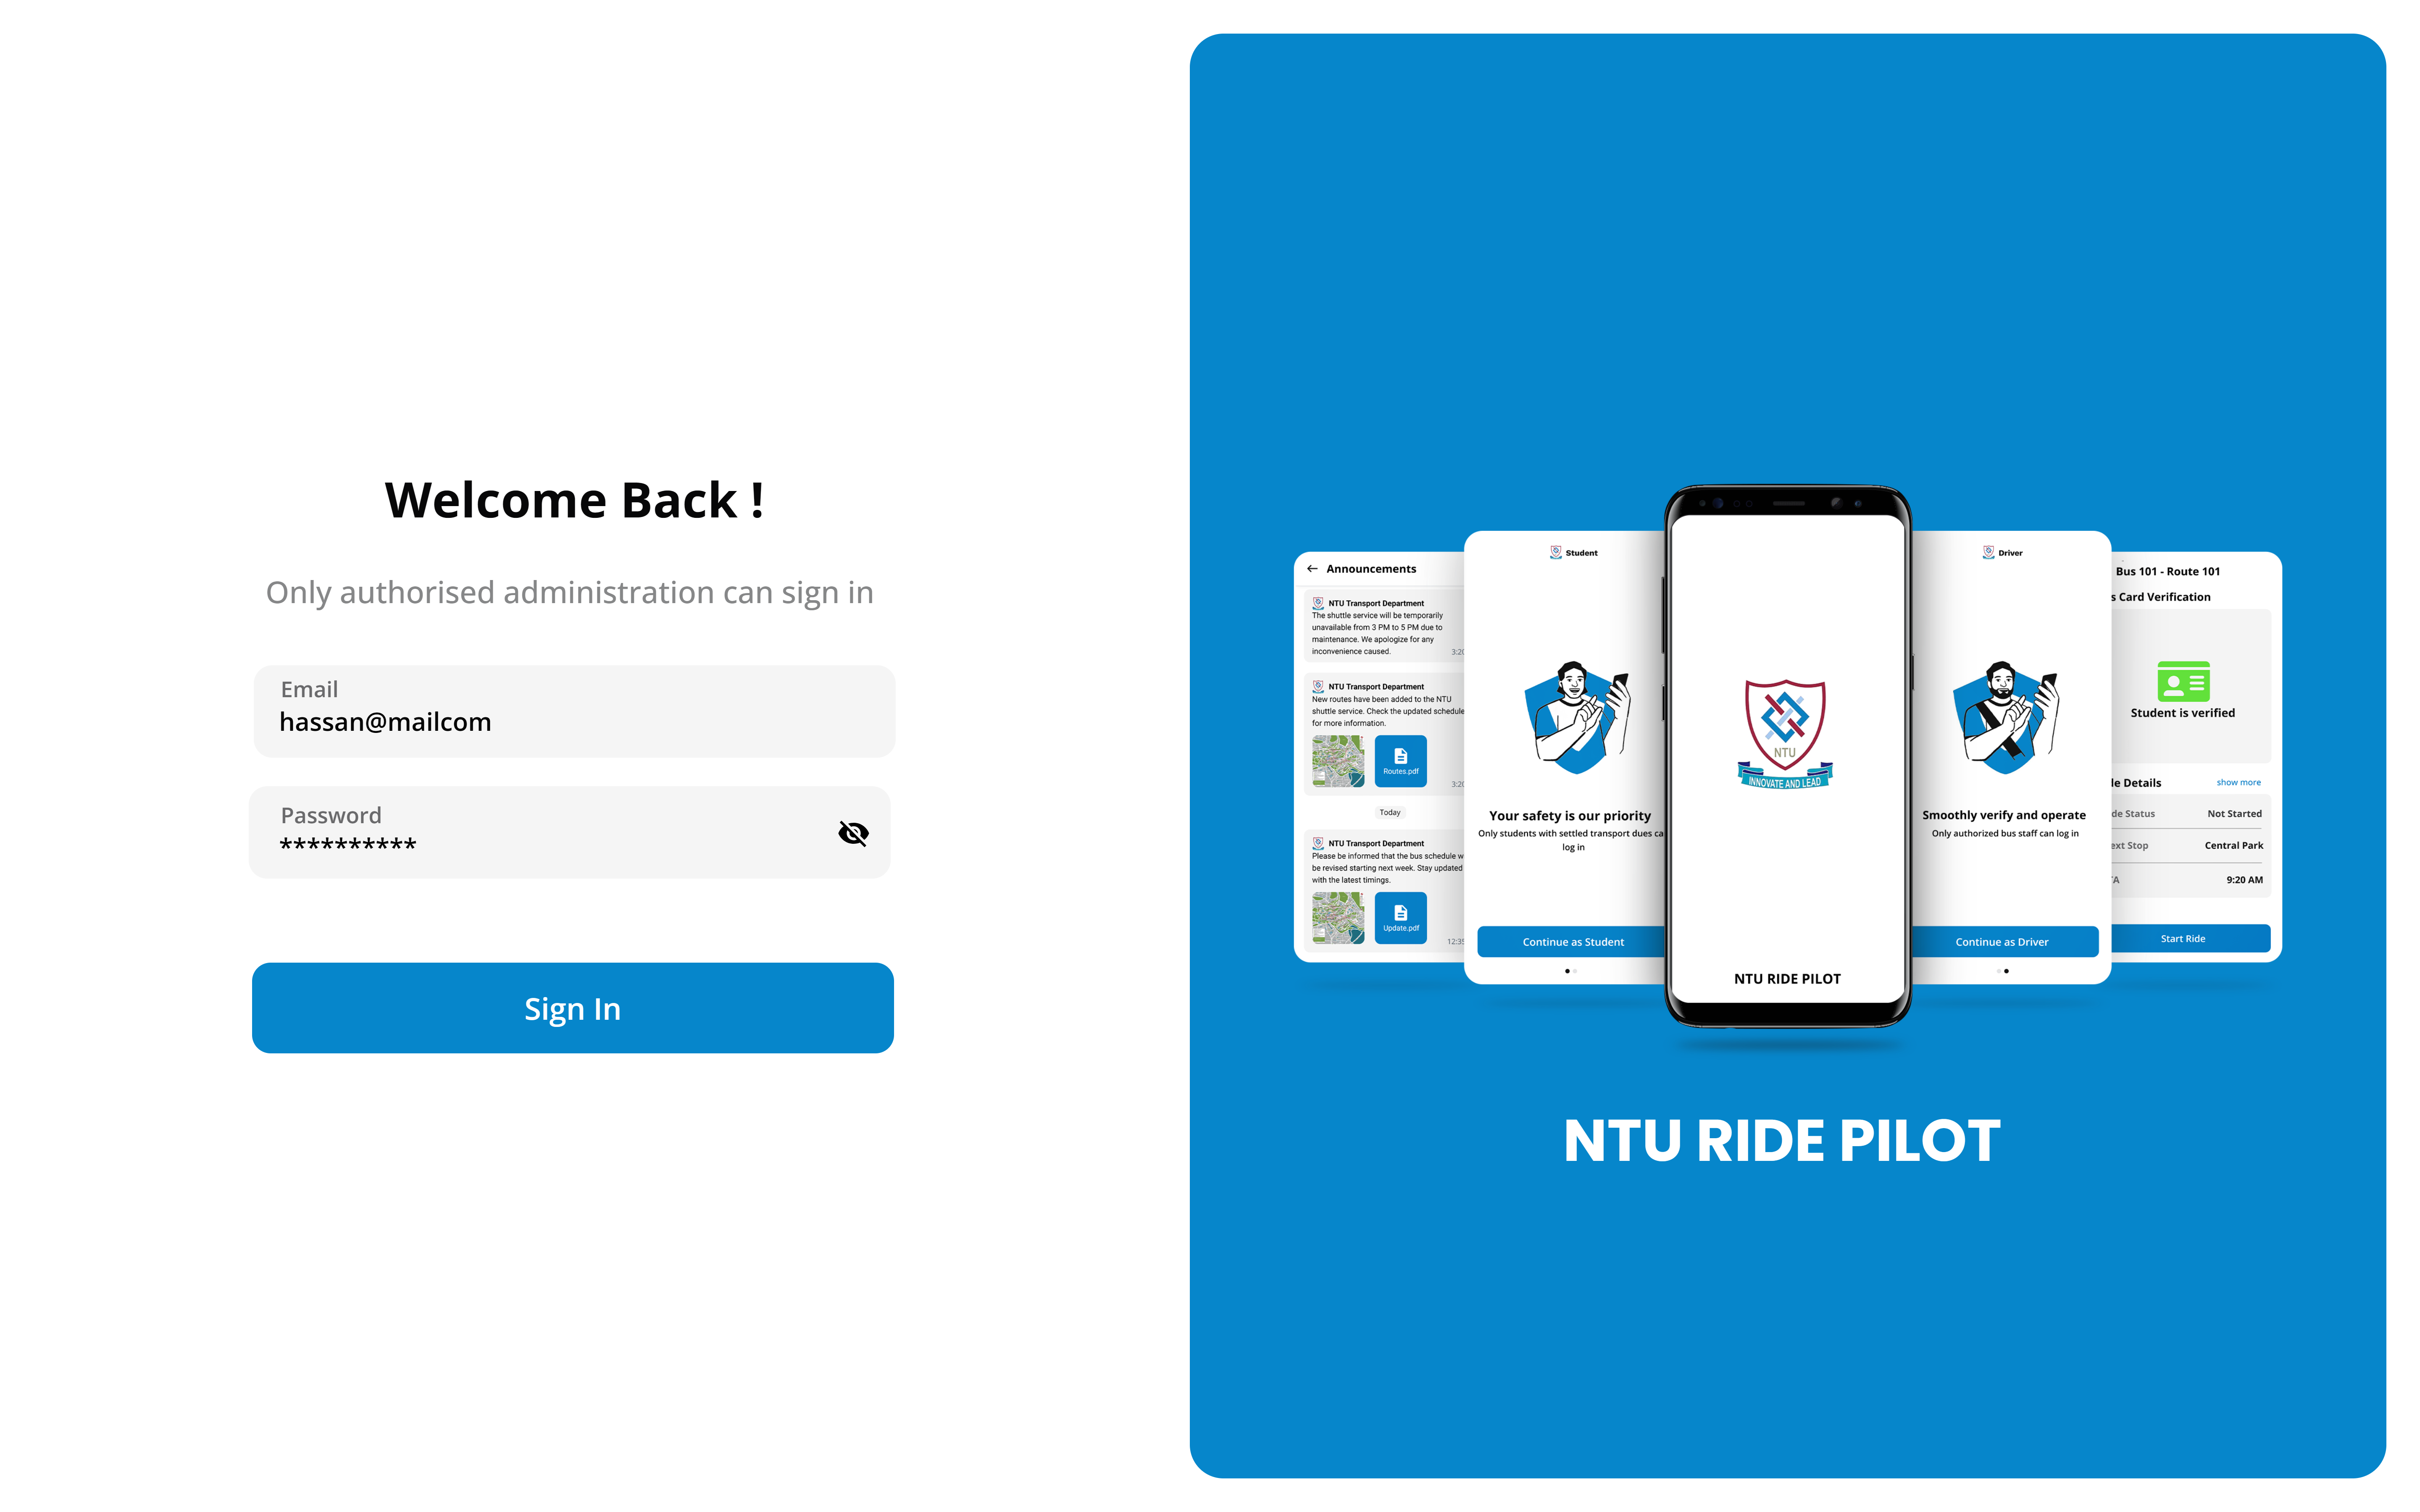 Welcome Back !
Only authorised administration can sign in
Email
hassan@mailcom
Password
**********
Sign In
Announcements
NTU Transport Department
The shuttle service will be temporarily
unavailable from 3 PM to 5 PM due to
maintenance. We apologize for any
inconvenience caused.
3:20
NTU Transport Department
New routes have been added to the NTU
shuttle service. Check the updated schedule
for more information.
Routes.pdf
3:20
Today
NTU Transport Department
Please be informed that the bus schedule w
be revised starting next week. Stay updated
with the latest timings.
Update.pdf
Student
Your safety is our priority
Only students with settled transport dues ca
log in
Continue as Student
NTU
INNOVATE AND LEAD
NTU RIDE PILOT
Driver
Smoothly verify and operate
Only authorized bus staff can log in
Continue as Driver
Bus 101 - Route 101
s Card Verification
Student is verified
le Details
show more
de Status
Not Started
ext Stop
Central Park
TA
9:20 AM
Start Ride
NTU RIDE PILOT